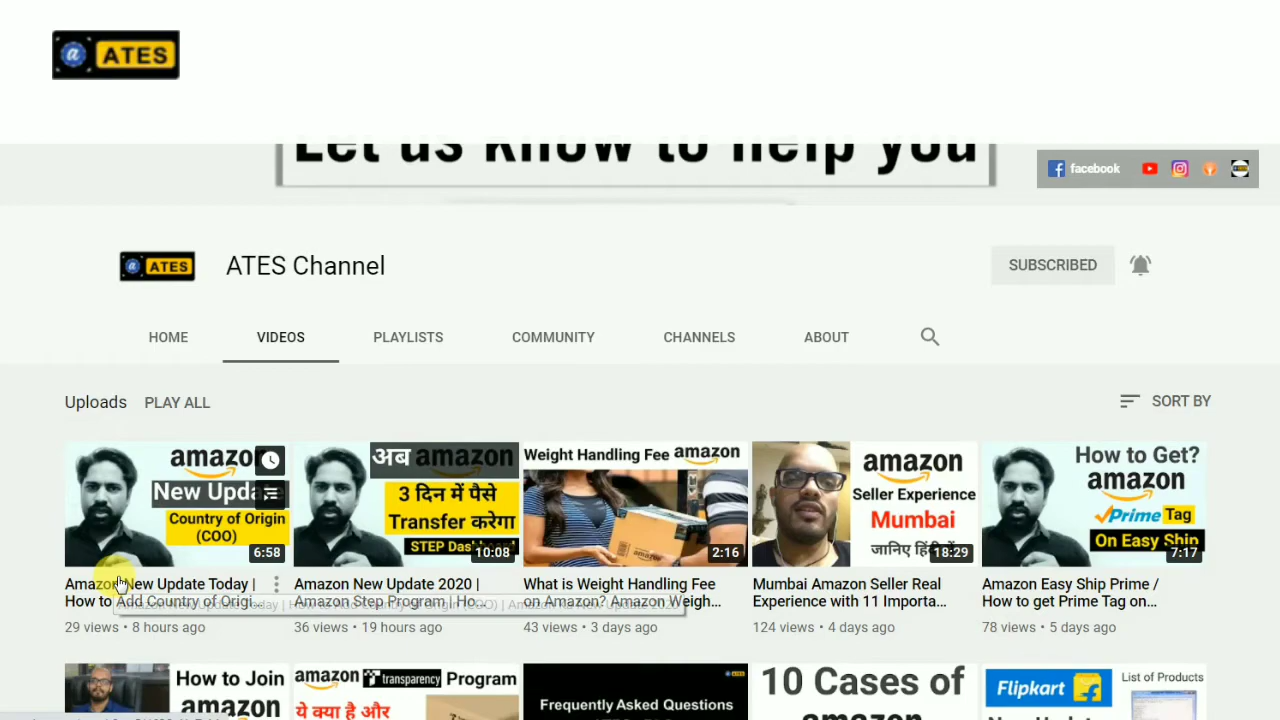 @ ATES
Let us know to help you
facebook
@ ATES
ATES Channel
SUBSCRIBED
HOME
VIDEOS
PLAYLISTS
COMMUNITY
CHANNELS
ABOUT
Uploads
PLAY ALL
SORT BY
amazon
New Update
Country of Origin
(COO)
6:58
अब amazon
3 दिन में पैसे
Transfer करेगा
STEP Dashboard
10:08
Weight Handling Fee amazon
2:16
amazon
Seller Experience
Mumbai
जानिए हिंदी में
18:29
How to Get?
amazon
Prime Tag
On Easy Ship
7:17
Amazon New Update Today |
How to Add Country of Origi...
29 views • 8 hours ago
Amazon New Update 2020 |
Amazon Step Program | Ho...
36 views • 19 hours ago
What is Weight Handling Fee
on Amazon? Amazon Weigh...
43 views • 3 days ago
Mumbai Amazon Seller Real
Experience with 11 Importa...
124 views • 4 days ago
Amazon Easy Ship Prime /
How to get Prime Tag on...
78 views • 5 days ago
How to Join
amazon
amazon transparency Program
ये क्या है और
ATES
Frequently Asked Questions
10 Cases of
amazon
Flipkart
List of Products
New Update